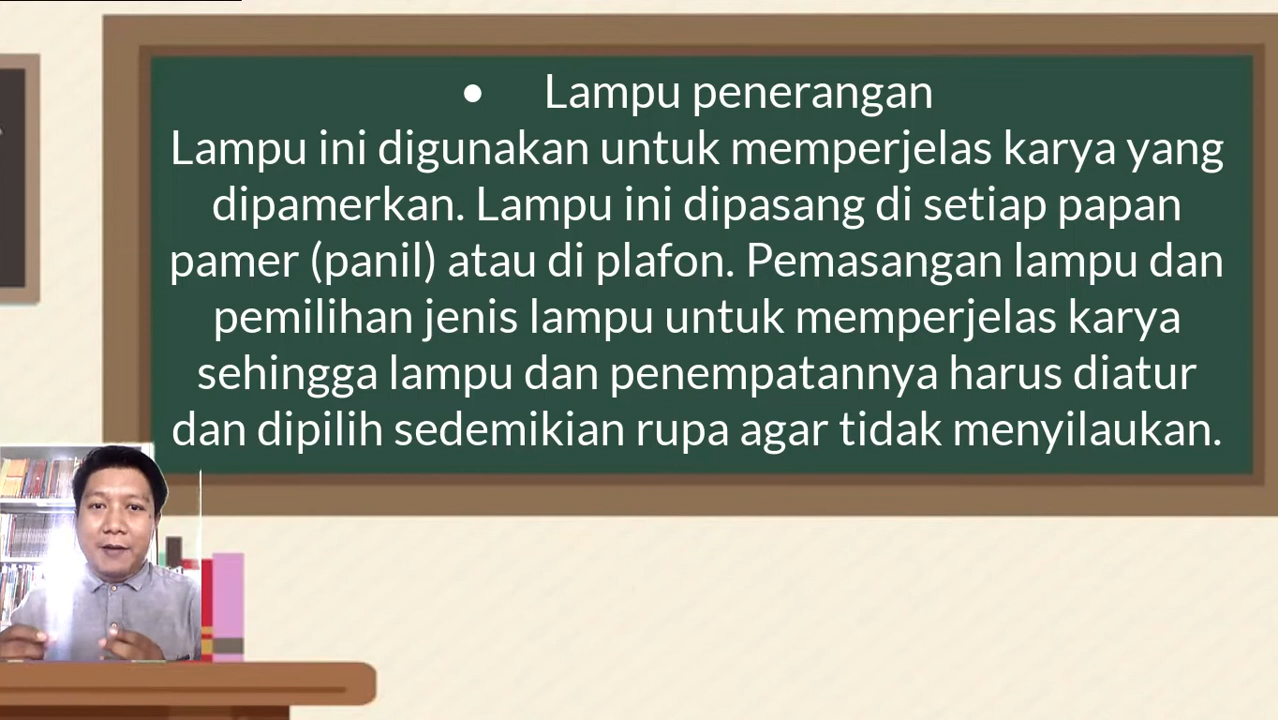 • Lampu penerangan
Lampu ini digunakan untuk memperjelas karya yang
dipamerkan. Lampu ini dipasang di setiap papan
pamer (panil) atau di plafon. Pemasangan lampu dan
pemilihan jenis lampu untuk memperjelas karya
sehingga lampu dan penempatannya harus diatur
dan dipilih sedemikian rupa agar tidak menyilaukan.